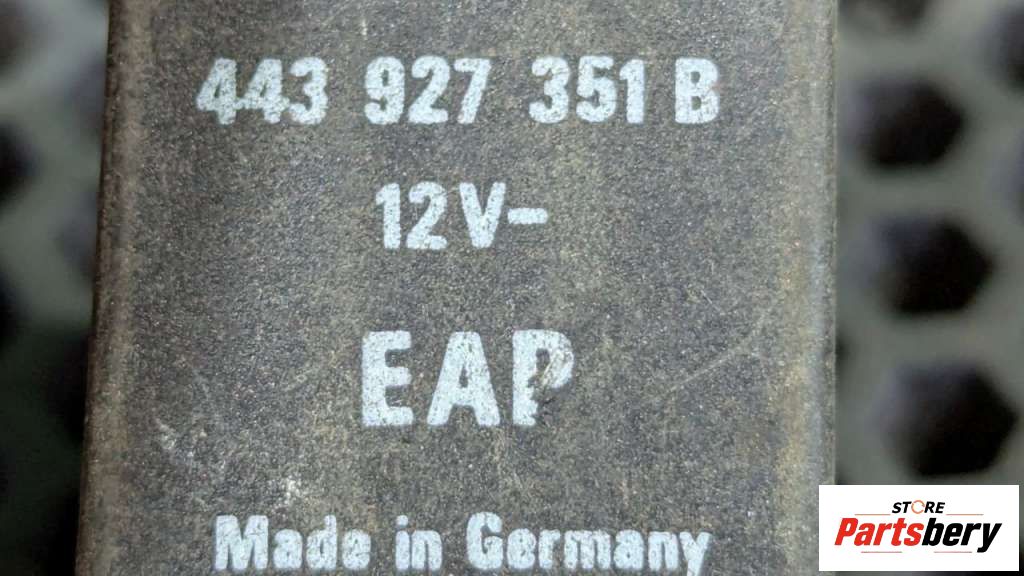 443 927 351 B
12V-
EAP
Made in Germany
STORE
Partsbery